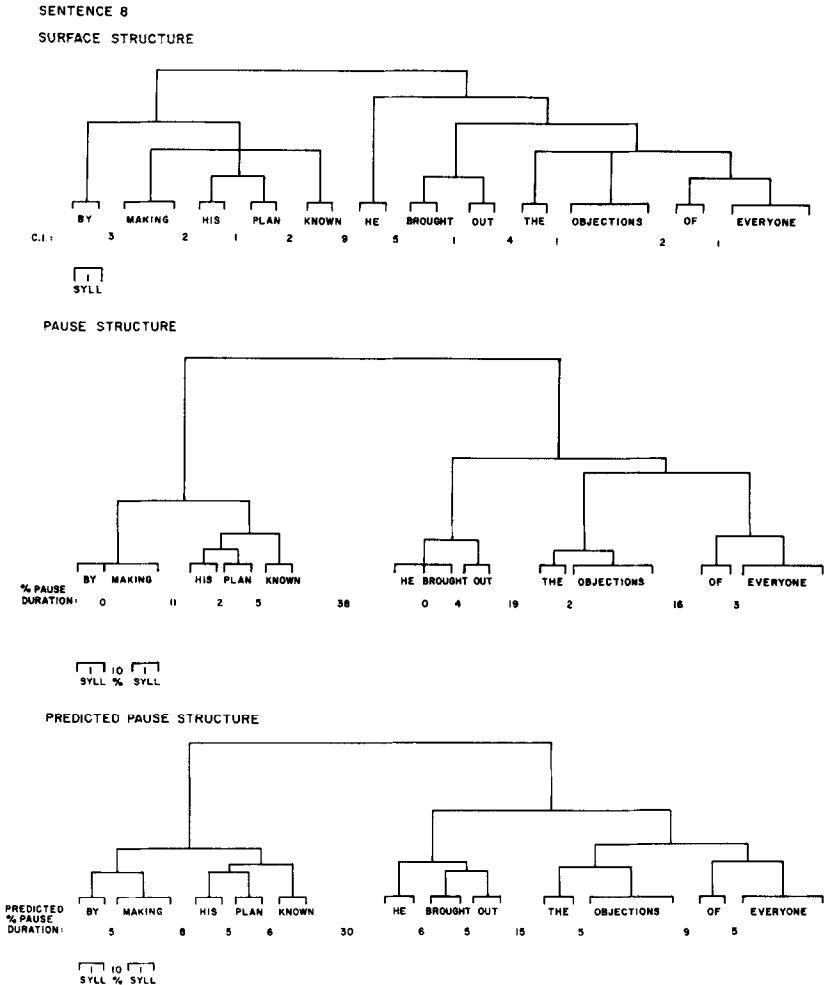 SENTENCE 8
SURFACE STRUCTURE
BY MAKING HIS PLAN KNOWN HE BROUGHT OUT THE OBJECTIONS OF EVERYONE
C.I.: 3 2 1 2 9 5 1 4 1 2 1
1
SYLL
PAUSE STRUCTURE
BY MAKING HIS PLAN KNOWN HE BROUGHT OUT THE OBJECTIONS OF EVERYONE
% PAUSE
DURATION: 0 11 2 5 38 0 4 19 2 16 3
1 10 1
SYLL % SYLL
PREDICTED PAUSE STRUCTURE
BY MAKING HIS PLAN KNOWN HE BROUGHT OUT THE OBJECTIONS OF EVERYONE
PREDICTED
% PAUSE
DURATION: 5 8 5 6 30 6 5 15 5 9 5
1 10 1
SYLL % SYLL